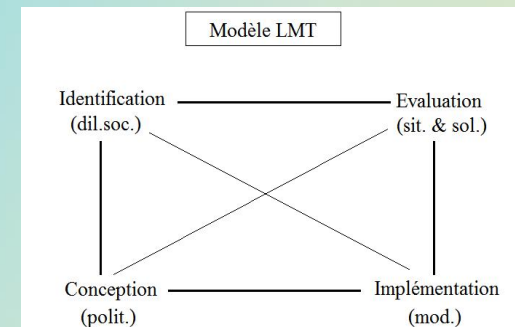 Modèle LMT
Identification
(dil.soc.)
Evaluation
(sit. & sol.)
Conception
(polit.)
Implémentation
(mod.)